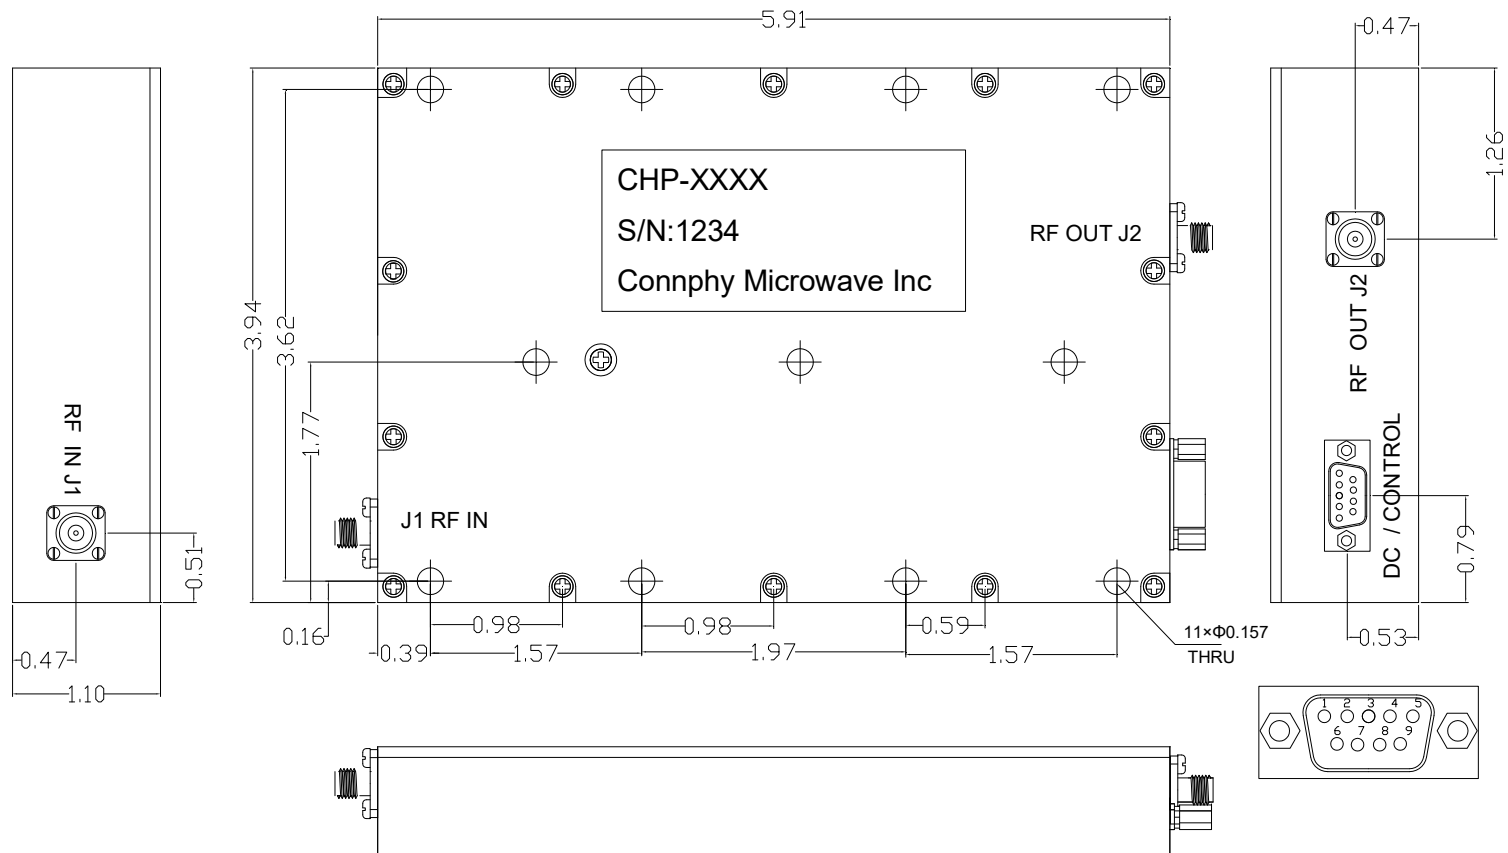 5.91
0.47
1.26
3.94
3.62
1.77
CHP-XXXX
S/N:1234
Connphy Microwave Inc
RF OUT J2
RF OUT J2
RF IN J1
J1 RF IN
DC / CONTROL
0.51
0.79
0.47
1.10
0.16
0.39
0.98
1.57
0.98
1.97
0.59
1.57
11×Φ0.157
THRU
0.53
1 2 3 4 5
6 7 8 9